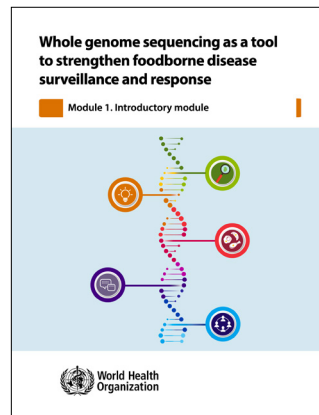 Whole genome sequencing as a tool
to strengthen foodborne disease
surveillance and response
Module 1. Introductory module
World Health
Organization